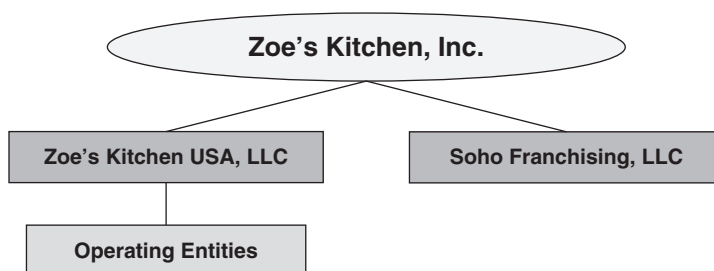 Zoe's Kitchen, Inc.
Zoe's Kitchen USA, LLC
Soho Franchising, LLC
Operating Entities